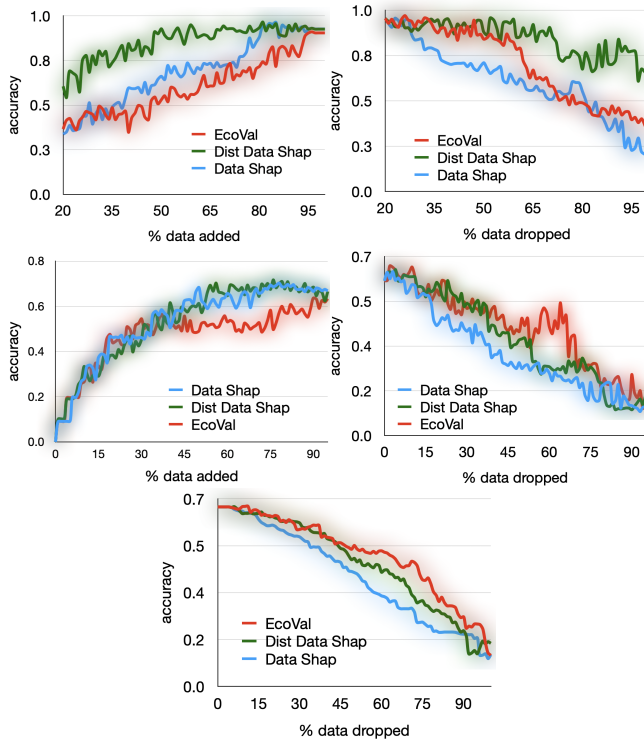 1.0
0.8
0.5
0.3
0.0
accuracy
EcoVal
Dist Data Shap
Data Shap
20 35 50 65 80 95
% data added
1.0
0.8
0.5
0.3
0.0
accuracy
EcoVal
Dist Data Shap
Data Shap
20 35 50 65 80 95
% data dropped
0.8
0.6
0.4
0.2
0.0
accuracy
Data Shap
Dist Data Shap
EcoVal
15 30 45 60 75 90
% data added
0.7
0.5
0.4
0.2
0.0
accuracy
Data Shap
Dist Data Shap
EcoVal
0 15 30 45 60 75 90
% data dropped
0.7
0.5
0.4
0.2
0.0
accuracy
EcoVal
Dist Data Shap
Data Shap
0 15 30 45 60 75 90
% data dropped